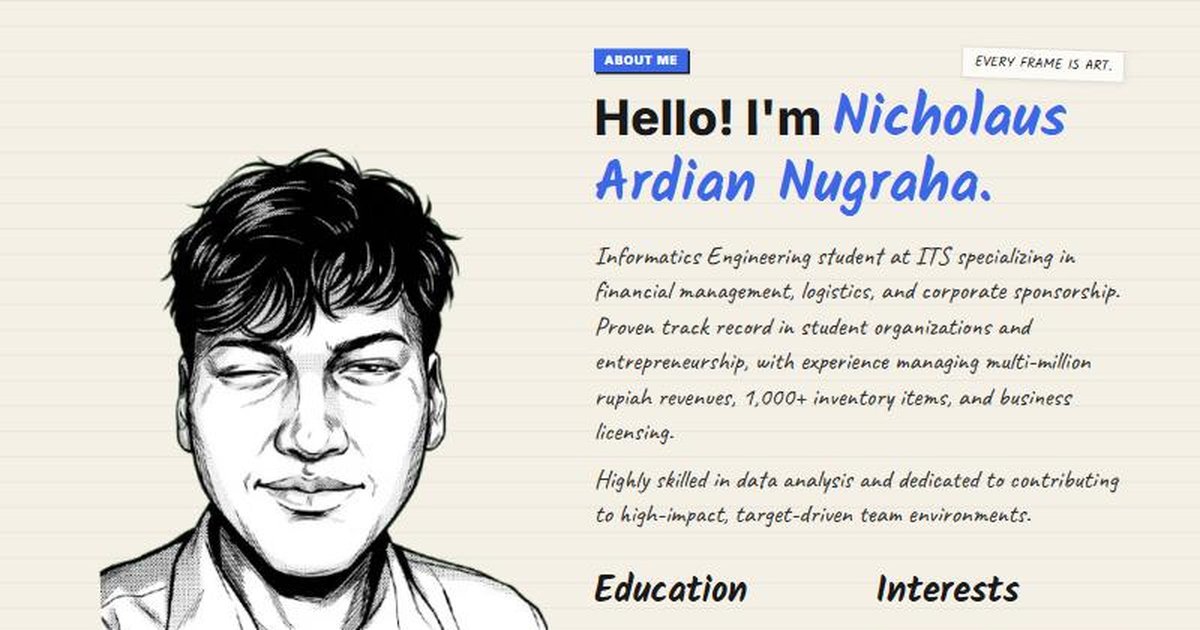 ABOUT ME
EVERY FRAME IS ART.
Hello! I'm Nicholaus
Ardian Nugraha.
Informatics Engineering student at ITS specializing in
financial management, logistics, and corporate sponsorship.
Proven track record in student organizations and
entrepreneurship, with experience managing multi-million
rupiah revenues, 1,000+ inventory items, and business
licensing.
Highly skilled in data analysis and dedicated to contributing
to high-impact, target-driven team environments.
Education
Interests